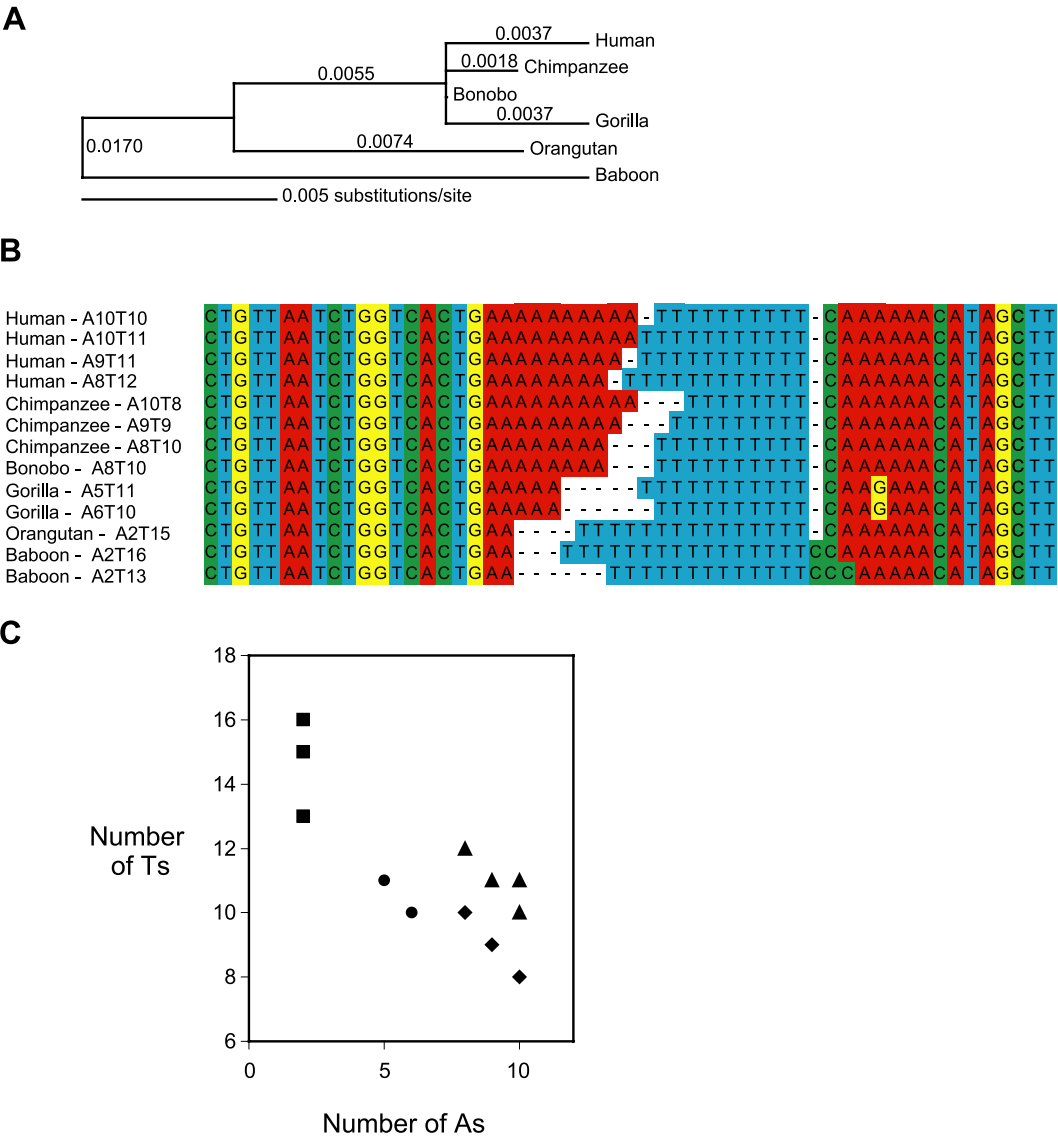 A
0.0037
Human
0.0018
Chimpanzee
0.0055
Bonobo
0.0037
Gorilla
0.0170
0.0074
Orangutan
Baboon
0.005 substitutions/site
B
Human - A10T10 CTGTTAATCTGGTCACTGAAAAAAAAAA-TTTTTTTTTT-CAAAAAACATAGCTT
Human - A10T11 CTGTTAATCTGGTCACTGAAAAAAAAAATTTTTTTTTTT-CAAAAAACATAGCTT
Human - A9T11 CTGTTAATCTGGTCACTGAAAAAAAAA-TTTTTTTTTTT-CAAAAAACATAGCTT
Human - A8T12 CTGTTAATCTGGTCACTGAAAAAAAA-TTTTTTTTTTTT-CAAAAAACATAGCTT
Chimpanzee - A10T8 CTGTTAATCTGGTCACTGAAAAAAAAAA---TTTTTTTT-CAAAAAACATAGCTT
Chimpanzee - A9T9 CTGTTAATCTGGTCACTGAAAAAAAAA---TTTTTTTTT-CAAAAAACATAGCTT
Chimpanzee - A8T10 CTGTTAATCTGGTCACTGAAAAAAAA---TTTTTTTTTT-CAAAAAACATAGCTT
Bonobo - A8T10 CTGTTAATCTGGTCACTGAAAAAAAA---TTTTTTTTTT-CAAAAAACATAGCTT
Gorilla - A5T11 CTGTTAATCTGGTCACTGAAAAA-----TTTTTTTTTTT-CAAGAAACATAGCTT
Gorilla - A6T10 CTGTTAATCTGGTCACTGAAAAA------TTTTTTTTTT-CAAGAAACATAGCTT
Orangutan - A2T15 CTGTTAATCTGGTCACTGAA----TTTTTTTTTTTTTTT-CAAAAAACATAGCTT
Baboon - A2T16 CTGTTAATCTGGTCACTGAA---TTTTTTTTTTTTTTTTCCAAAAAACATAGCTT
Baboon - A2T13 CTGTTAATCTGGTCACTGAA------TTTTTTTTTTTTTCCCAAAAACATAGCTT
C
18
16
14
12
10
8
6
Number
of Ts
0 5 10
Number of As